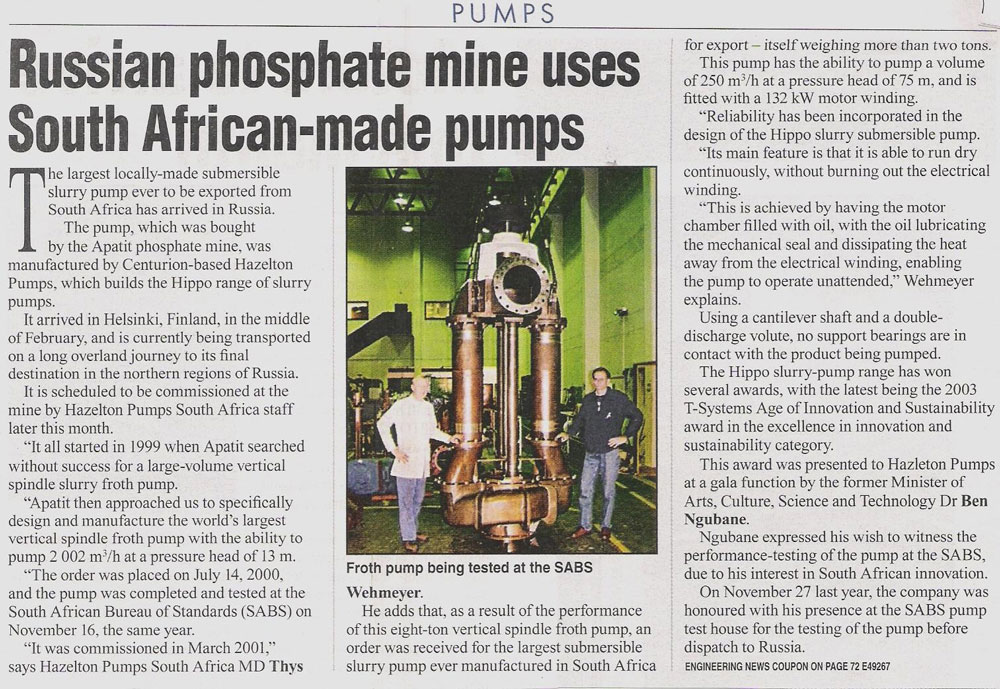 PUMPS
Russian phosphate mine uses
South African-made pumps
The largest locally-made submersible
slurry pump ever to be exported from
South Africa has arrived in Russia.
The pump, which was bought
by the Apatit phosphate mine, was
manufactured by Centurion-based Hazelton
Pumps, which builds the Hippo range of slurry
pumps.
It arrived in Helsinki, Finland, in the middle
of February, and is currently being transported
on a long overland journey to its final
destination in the northern regions of Russia.
It is scheduled to be commissioned at the
mine by Hazelton Pumps South Africa staff
later this month.
“It all started in 1999 when Apatit searched
without success for a large-volume vertical
spindle slurry froth pump.
“Apatit then approached us to specifically
design and manufacture the world’s largest
vertical spindle froth pump with the ability to
pump 2 002 m³/h at a pressure head of 13 m.
“The order was placed on July 14, 2000,
and the pump was completed and tested at the
South African Bureau of Standards (SABS) on
November 16, the same year.
“It was commissioned in March 2001,”
says Hazelton Pumps South Africa MD Thys
Froth pump being tested at the SABS
Wehmeyer.
He adds that, as a result of the performance
of this eight-ton vertical spindle froth pump, an
order was received for the largest submersible
slurry pump ever manufactured in South Africa
for export – itself weighing more than two tons.
This pump has the ability to pump a volume
of 250 m³/h at a pressure head of 75 m, and is
fitted with a 132 kW motor winding.
“Reliability has been incorporated in the
design of the Hippo slurry submersible pump.
“Its main feature is that it is able to run dry
continuously, without burning out the electrical
winding.
“This is achieved by having the motor
chamber filled with oil, with the oil lubricating
the mechanical seal and dissipating the heat
away from the electrical winding, enabling
the pump to operate unattended,” Wehmeyer
explains.
Using a cantilever shaft and a double-
discharge volute, no support bearings are in
contact with the product being pumped.
The Hippo slurry-pump range has won
several awards, with the latest being the 2003
T-Systems Age of Innovation and Sustainability
award in the excellence in innovation and
sustainability category.
This award was presented to Hazleton Pumps
at a gala function by the former Minister of
Arts, Culture, Science and Technology Dr Ben
Ngubane.
Ngubane expressed his wish to witness the
performance-testing of the pump at the SABS,
due to his interest in South African innovation.
On November 27 last year, the company was
honoured with his presence at the SABS pump
test house for the testing of the pump before
dispatch to Russia.
ENGINEERING NEWS COUPON ON PAGE 72 E49267